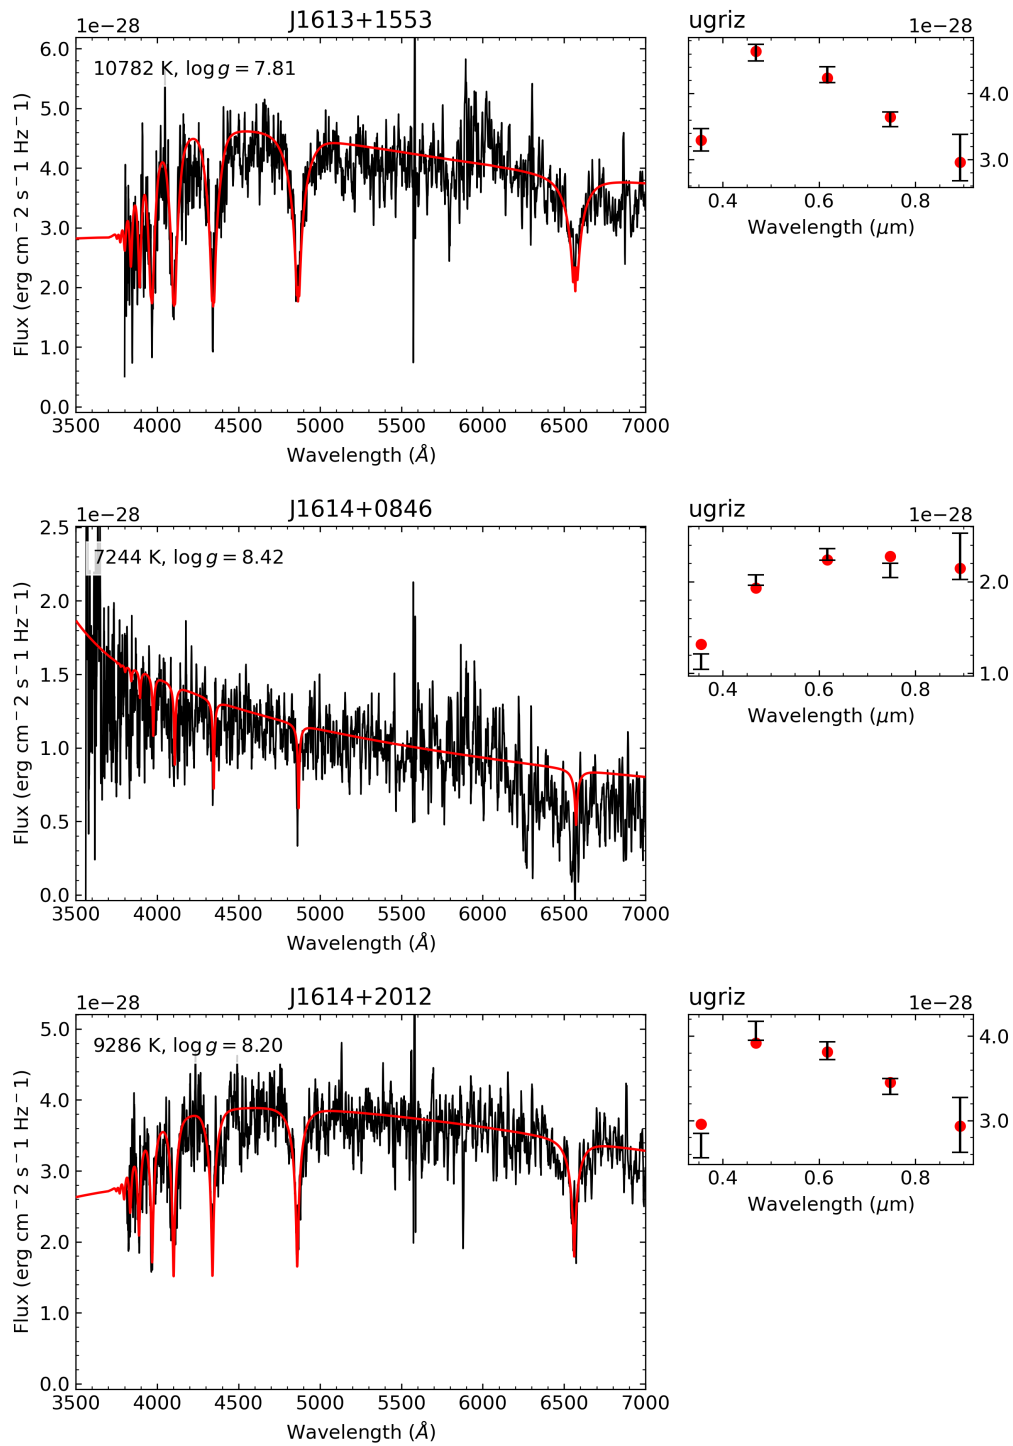 J1613+1553
1e−28
10782 K, log g = 7.81
Flux (erg cm−2 s−1 Hz−1)
6.0
5.0
4.0
3.0
2.0
1.0
0.0
3500 4000 4500 5000 5500 6000 6500 7000
Wavelength (Å)
ugriz 1e−28
4.0
3.0
0.4 0.6 0.8
Wavelength (μm)
J1614+0846
1e−28
7244 K, log g = 8.42
Flux (erg cm−2 s−1 Hz−1)
2.5
2.0
1.5
1.0
0.5
0.0
3500 4000 4500 5000 5500 6000 6500 7000
Wavelength (Å)
ugriz 1e−28
2.0
1.0
0.4 0.6 0.8
Wavelength (μm)
J1614+2012
1e−28
9286 K, log g = 8.20
Flux (erg cm−2 s−1 Hz−1)
5.0
4.0
3.0
2.0
1.0
0.0
3500 4000 4500 5000 5500 6000 6500 7000
Wavelength (Å)
ugriz 1e−28
4.0
3.0
0.4 0.6 0.8
Wavelength (μm)